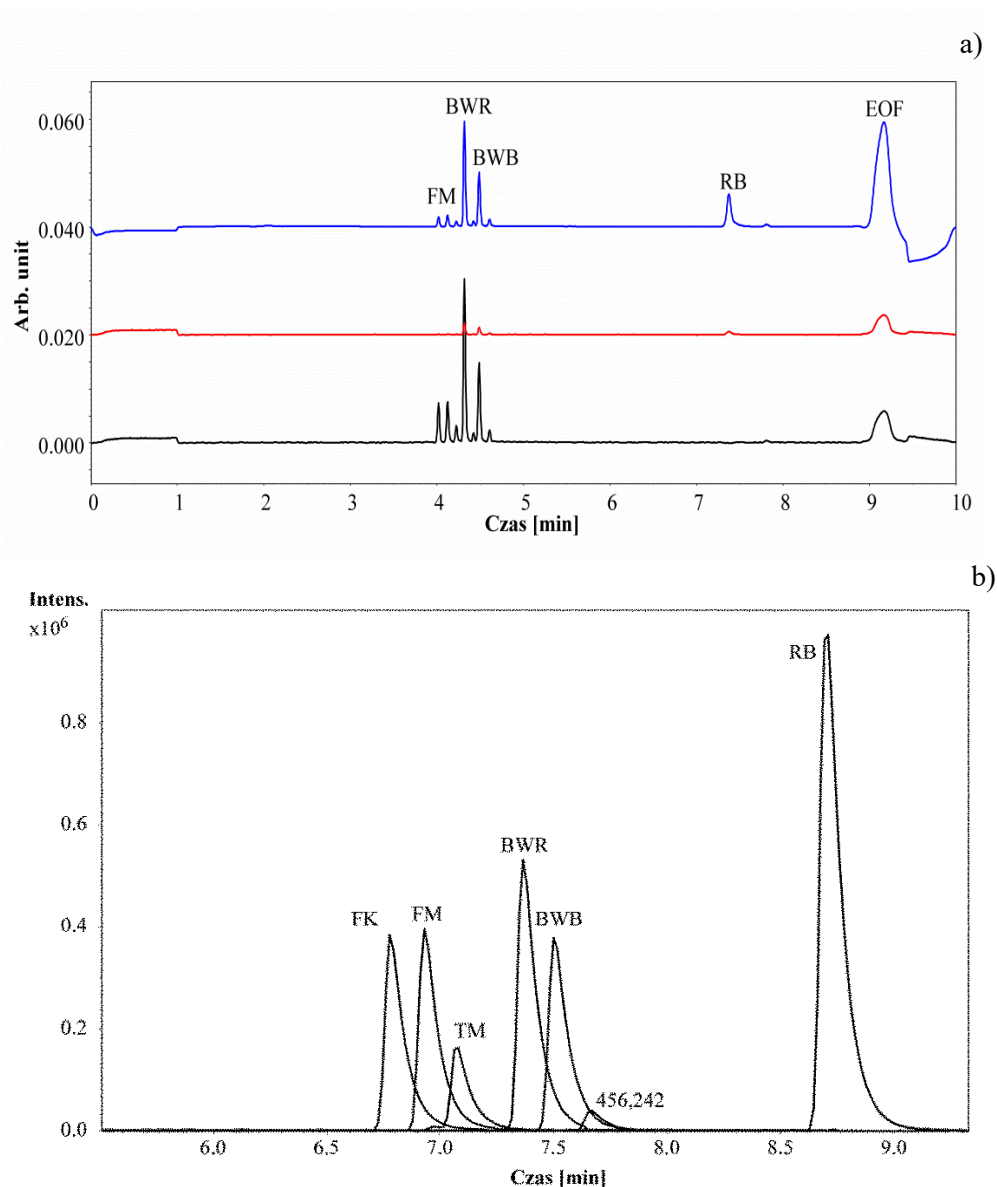 a)
BWR
EOF
0.060
BWB
FM
RB
0.040
Arb. unit
0.020
0.000
0 1 2 3 4 5 6 7 8 9 10
Czas [min]
b)
Intens.
x10⁶
RB
0.8
0.6
BWR
FK FM BWB
0.4
0.2
TM
456,242
0.0
6.0 6.5 7.0 7.5 8.0 8.5 9.0
Czas [min]